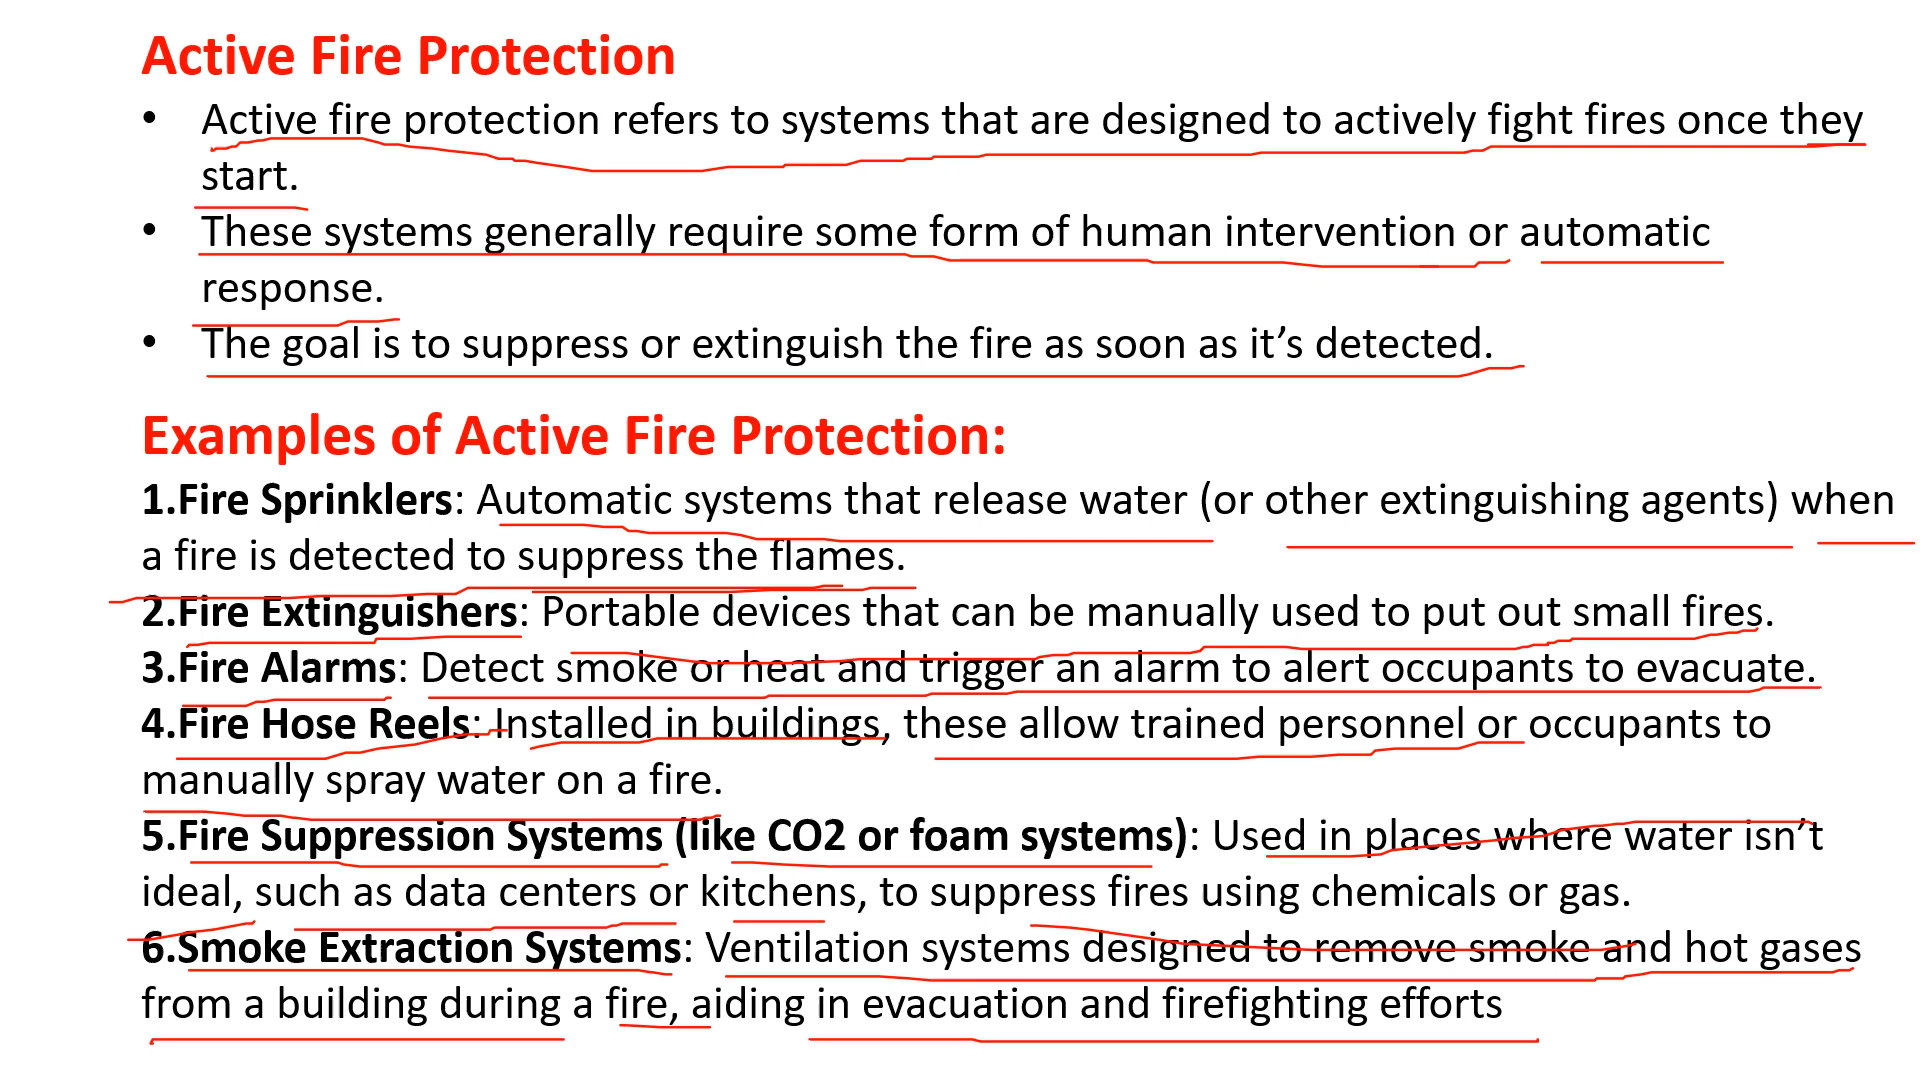 Active Fire Protection
• Active fire protection refers to systems that are designed to actively fight fires once they
start.
• These systems generally require some form of human intervention or automatic
response.
• The goal is to suppress or extinguish the fire as soon as it’s detected.
Examples of Active Fire Protection:
1.Fire Sprinklers: Automatic systems that release water (or other extinguishing agents) when
a fire is detected to suppress the flames.
2.Fire Extinguishers: Portable devices that can be manually used to put out small fires.
3.Fire Alarms: Detect smoke or heat and trigger an alarm to alert occupants to evacuate.
4.Fire Hose Reels: Installed in buildings, these allow trained personnel or occupants to
manually spray water on a fire.
5.Fire Suppression Systems (like CO2 or foam systems): Used in places where water isn’t
ideal, such as data centers or kitchens, to suppress fires using chemicals or gas.
6.Smoke Extraction Systems: Ventilation systems designed to remove smoke and hot gases
from a building during a fire, aiding in evacuation and firefighting efforts